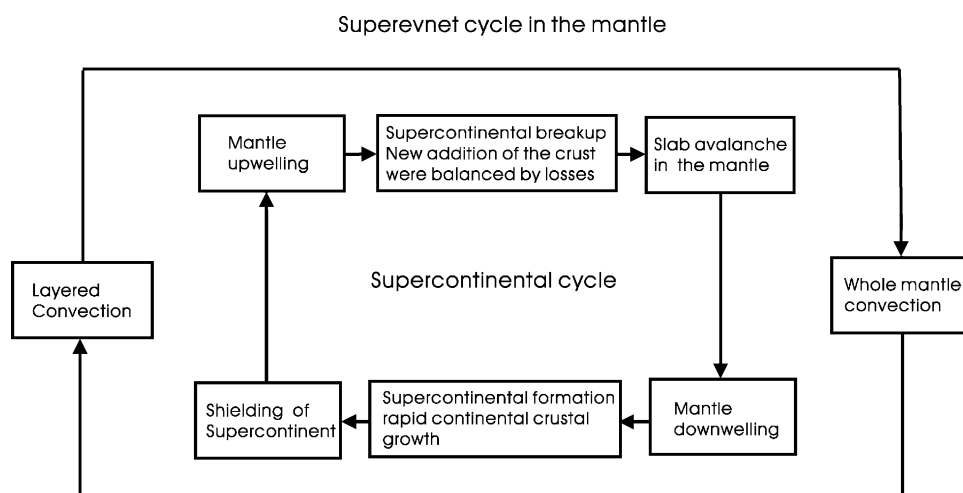 Superevnet cycle in the mantle
Mantle
upwelling
Supercontinental breakup
New addition of the crust
were balanced by losses
Slab avalanche
in the mantle
Layered
Convection
Supercontinental cycle
Whole mantle
convection
Shielding of
Supercontinent
Supercontinental formation
rapid continental crustal
growth
Mantle
downwelling